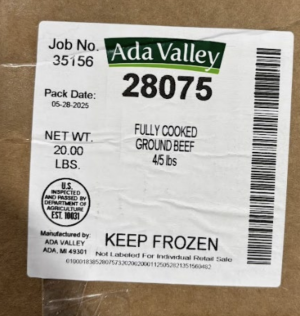 Job No.
35156
Ada Valley
28075
Pack Date:
05-28-2025
NET WT.
20.00
LBS.
FULLY COOKED
GROUND BEEF
4/5 lbs
U.S.
INSPECTED
AND PASSED BY
DEPARTMENT OF
AGRICULTURE
EST. 10031
Manufactured by:
ADA VALLEY
ADA, MI 49301
KEEP FROZEN
Not Labeled For Individual Retail Sale